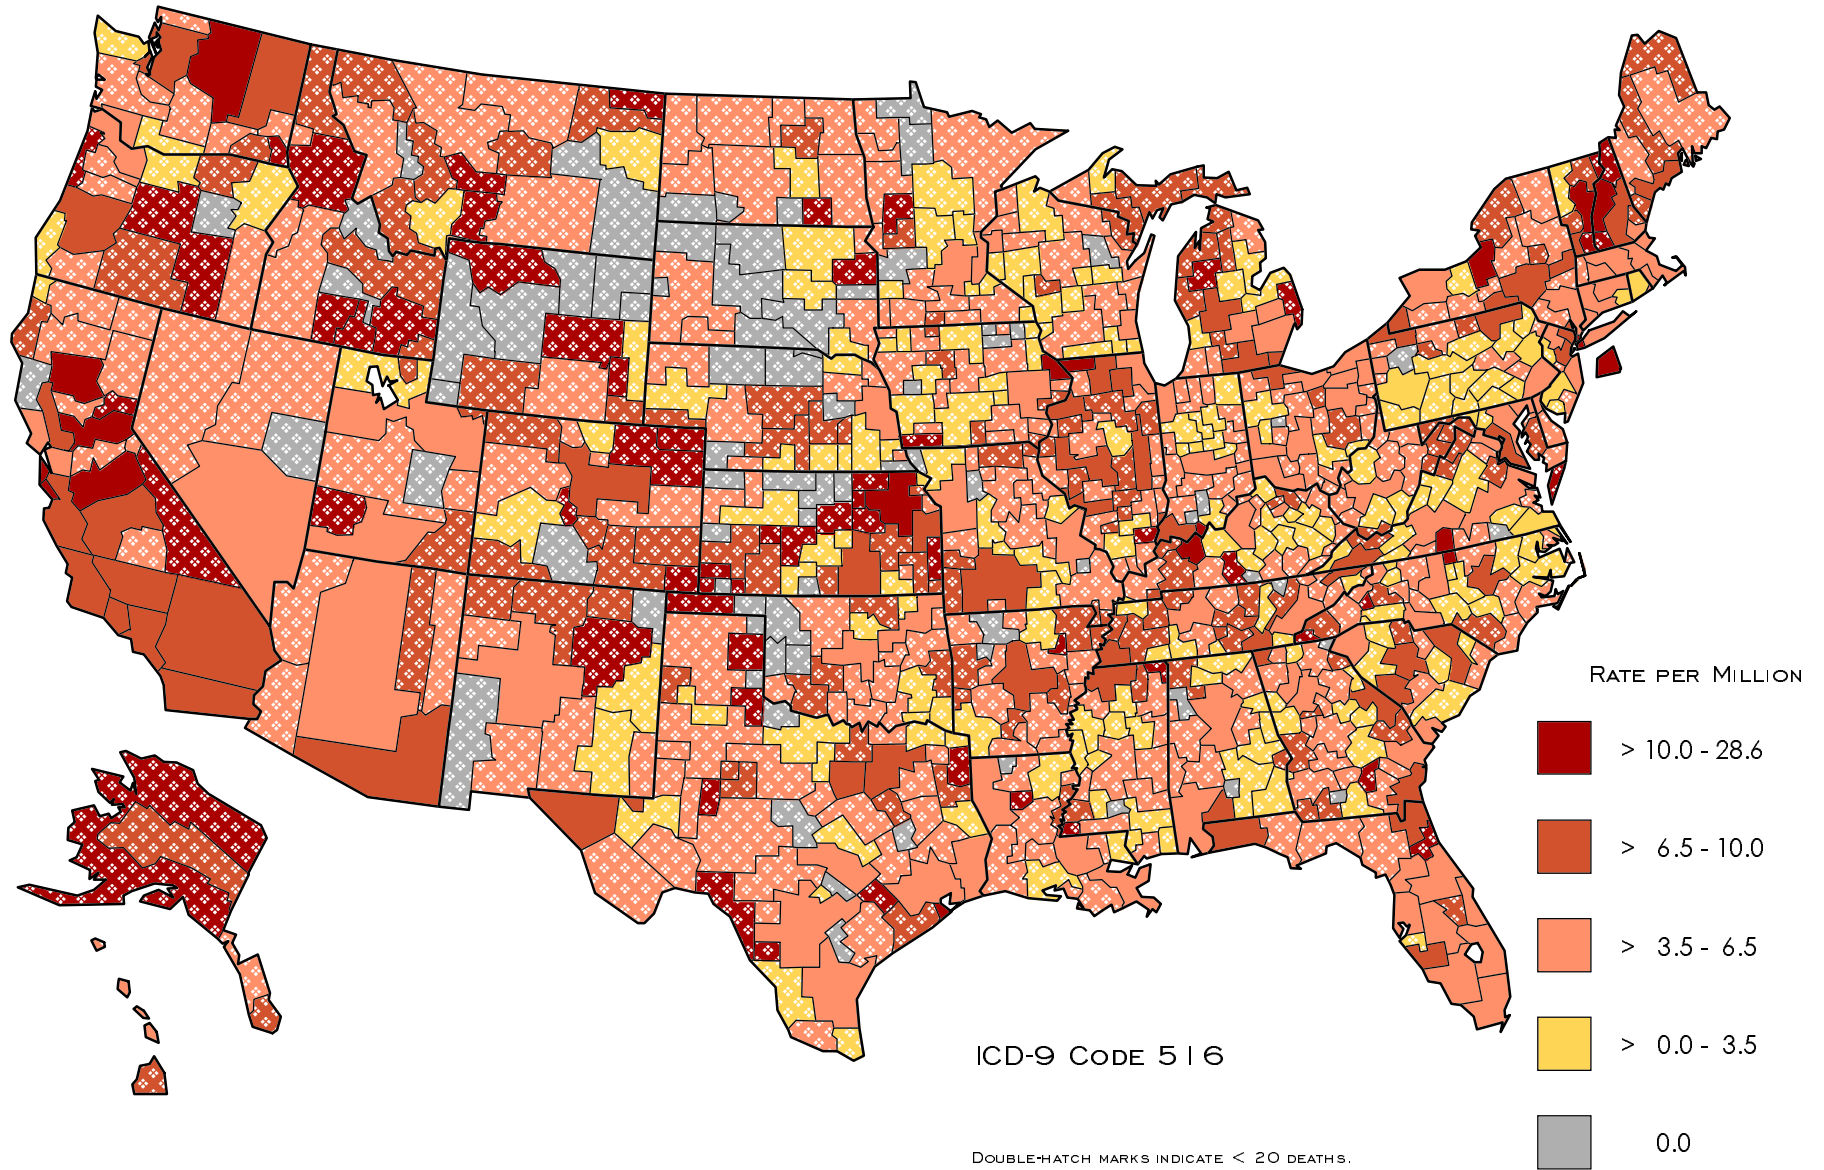 Rate per Million
> 10.0 - 28.6
> 6.5 - 10.0
> 3.5 - 6.5
> 0.0 - 3.5
0.0
ICD-9 Code 516
Double-hatch marks indicate < 20 deaths.